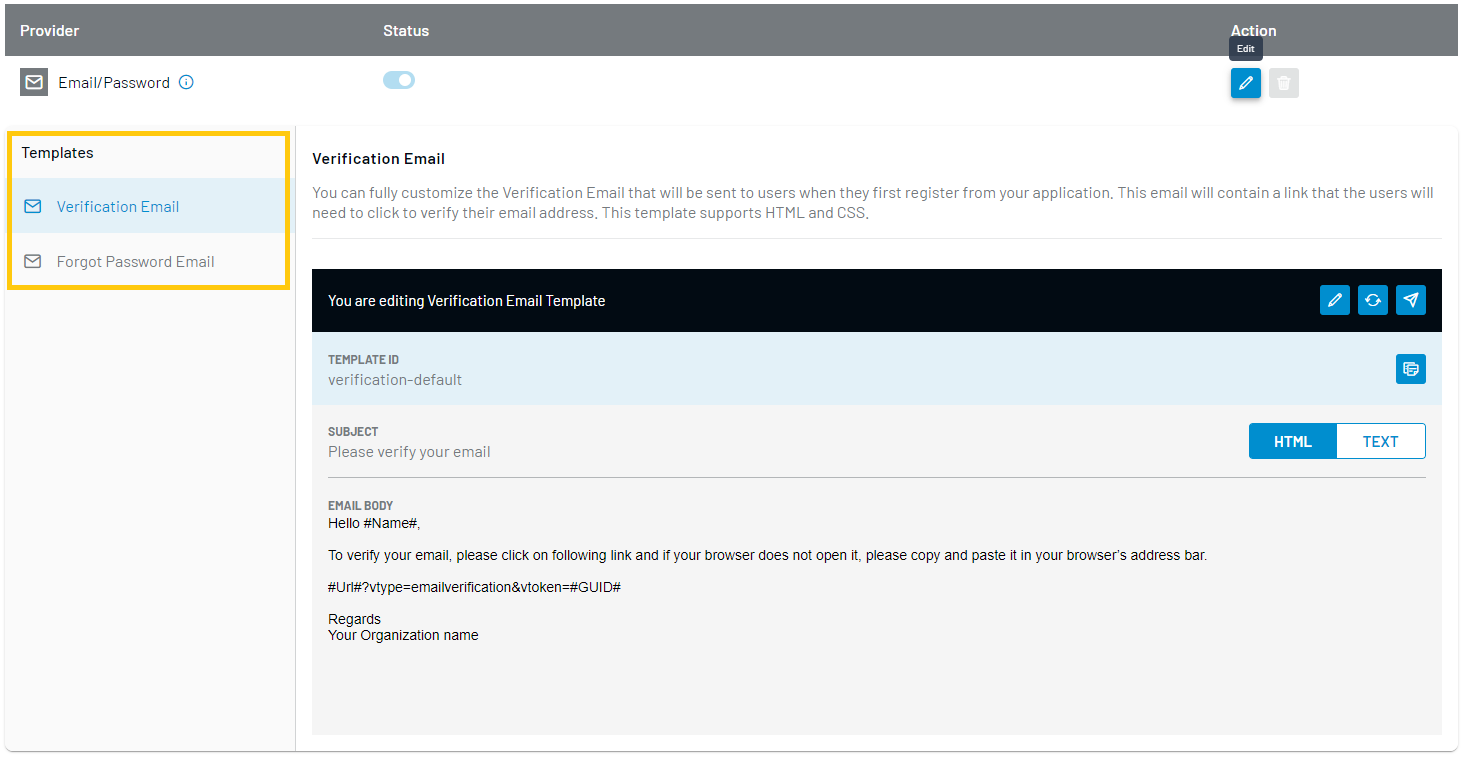 Provider Status Action
Edit
Email/Password
Templates
Verification Email
Forgot Password Email
Verification Email
You can fully customize the Verification Email that will be sent to users when they first register from your application. This email will contain a link that the users will
need to click to verify their email address. This template supports HTML and CSS.
You are editing Verification Email Template
TEMPLATE ID
verification-default
SUBJECT
Please verify your email
HTML TEXT
EMAIL BODY
Hello #Name#,
To verify your email, please click on following link and if your browser does not open it, please copy and paste it in your browser's address bar.
#Url#?vtype=emailverification&vtoken=#GUID#
Regards
Your Organization name